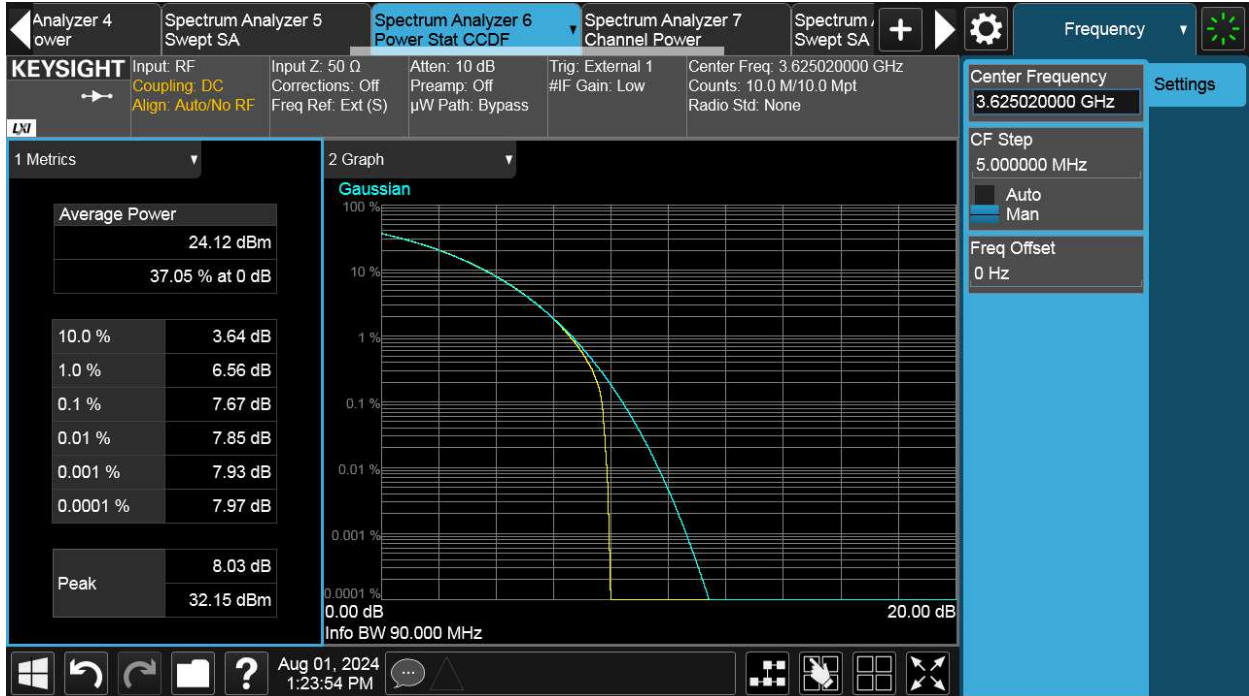 Analyzer 4
ower
Spectrum Analyzer 5
Swept SA
Spectrum Analyzer 6
Power Stat CCDF
Spectrum Analyzer 7
Channel Power
Spectrum
Swept SA
Frequency
KEYSIGHT
LXI
Input: RF
Coupling: DC
Align: Auto/No RF
Input Z: 50 Ω
Corrections: Off
Freq Ref: Ext (S)
Atten: 10 dB
Preamp: Off
µW Path: Bypass
Trig: External 1
#IF Gain: Low
Center Freq: 3.625020000 GHz
Counts: 10.0 M/10.0 Mpt
Radio Std: None
Center Frequency
3.625020000 GHz
Settings
CF Step
5.000000 MHz
Auto
Man
Freq Offset
0 Hz
1 Metrics
Average Power
24.12 dBm
37.05 % at 0 dB
10.0 % 3.64 dB
1.0 % 6.56 dB
0.1 % 7.67 dB
0.01 % 7.85 dB
0.001 % 7.93 dB
0.0001 % 7.97 dB
Peak
8.03 dB
32.15 dBm
2 Graph
Gaussian
100 %
10 %
1 %
0.1 %
0.01 %
0.001 %
0.0001 %
0.00 dB 20.00 dB
Info BW 90.000 MHz
?
Aug 01, 2024
1:23:54 PM